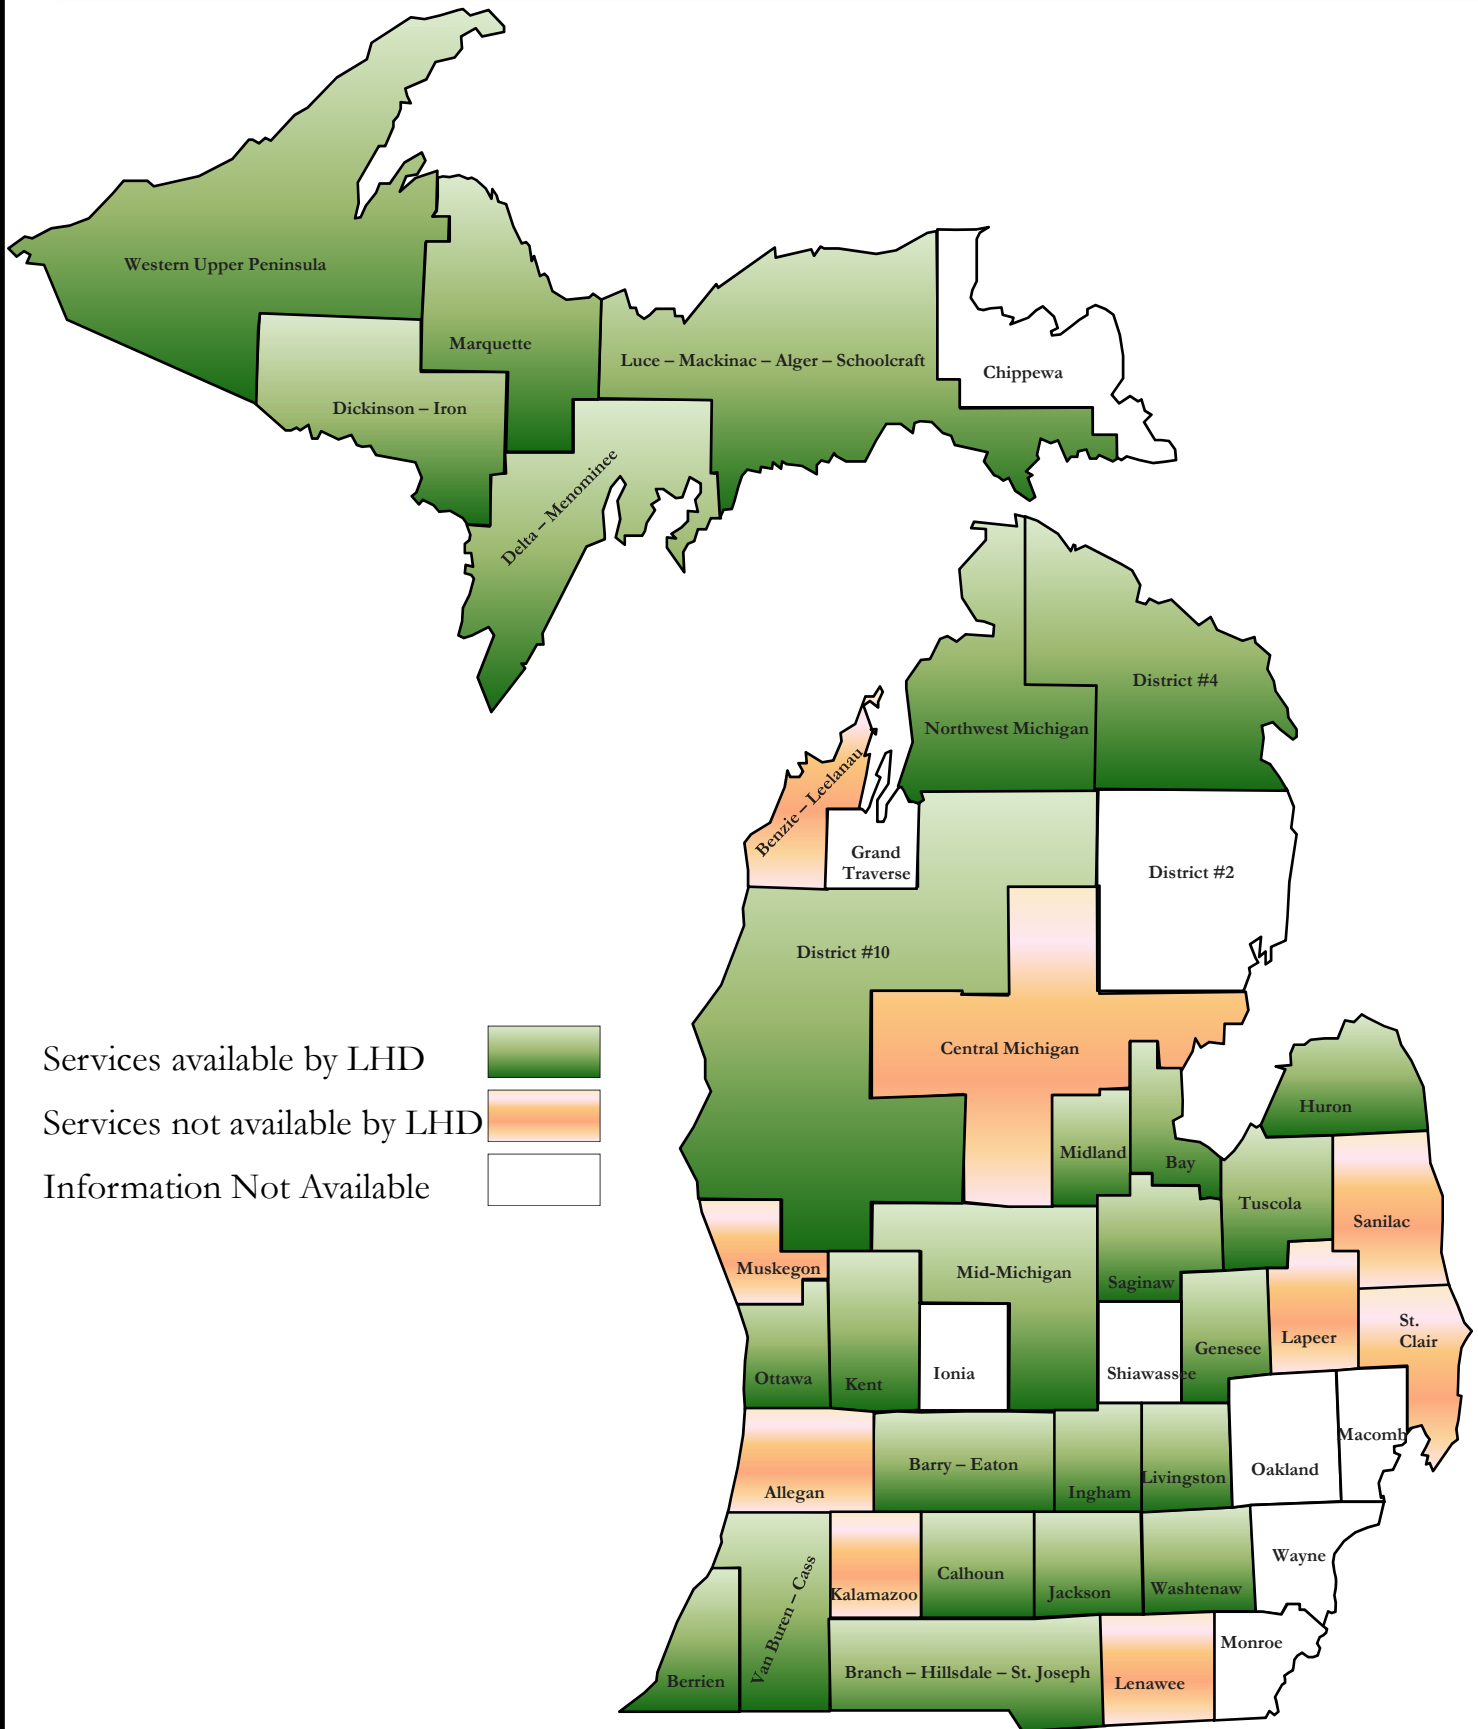 Western Upper Peninsula
Marquette
Luce – Mackinac – Alger – Schoolcraft
Chippewa
Dickinson – Iron
Delta – Menominee
District #4
Northwest Michigan
Benzie – Leelanau
Grand
Traverse
District #2
District #10
Central Michigan
Services available by LHD
Services not available by LHD
Information Not Available
Huron
Midland
Bay
Tuscola
Sanilac
Muskegon
Mid-Michigan
Saginaw
St.
Clair
Lapeer
Genesee
Shiawassee
Ionia
Ottawa
Kent
Macomb
Oakland
Barry – Eaton
Livingston
Ingham
Allegan
Wayne
Calhoun
Washtenaw
Jackson
Kalamazoo
Van Buren – Cass
Monroe
Branch – Hillsdale – St. Joseph
Lenawee
Berrien